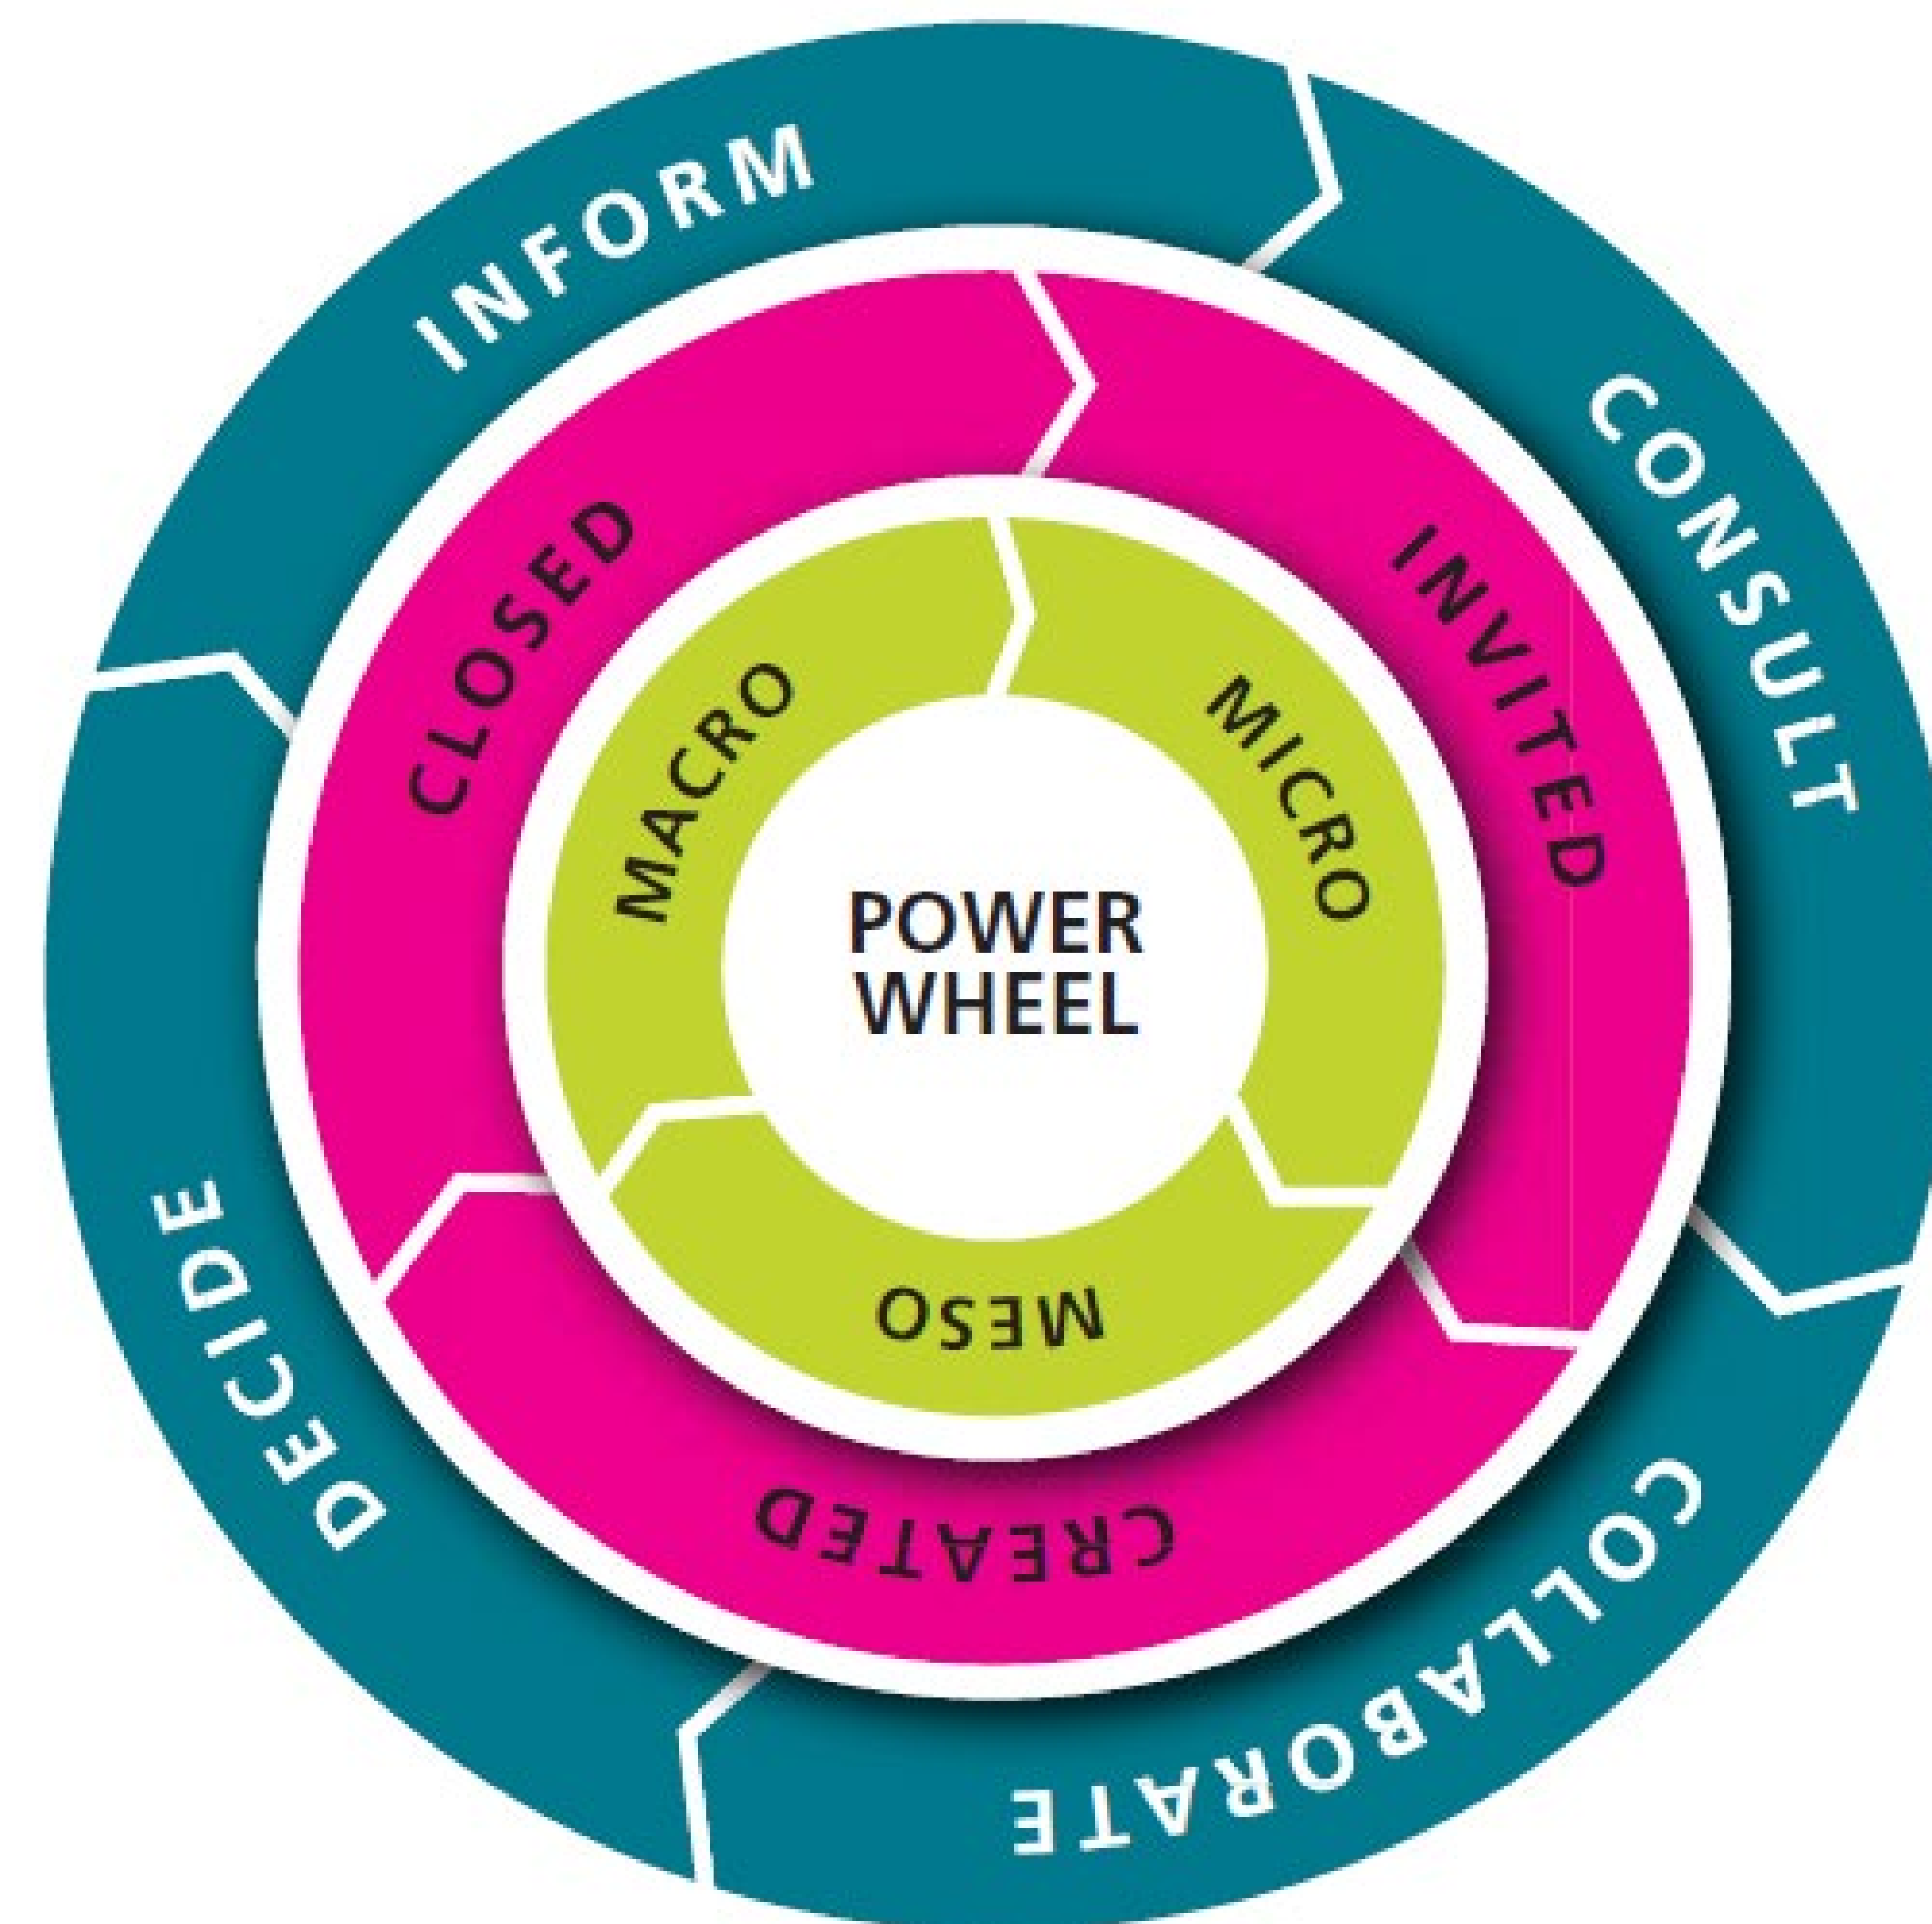 INFORM
CONSULT
COLLABORATE
DECIDE
CLOSED
INVITED
CREATED
MACRO
MICRO
MESO
POWER
WHEEL